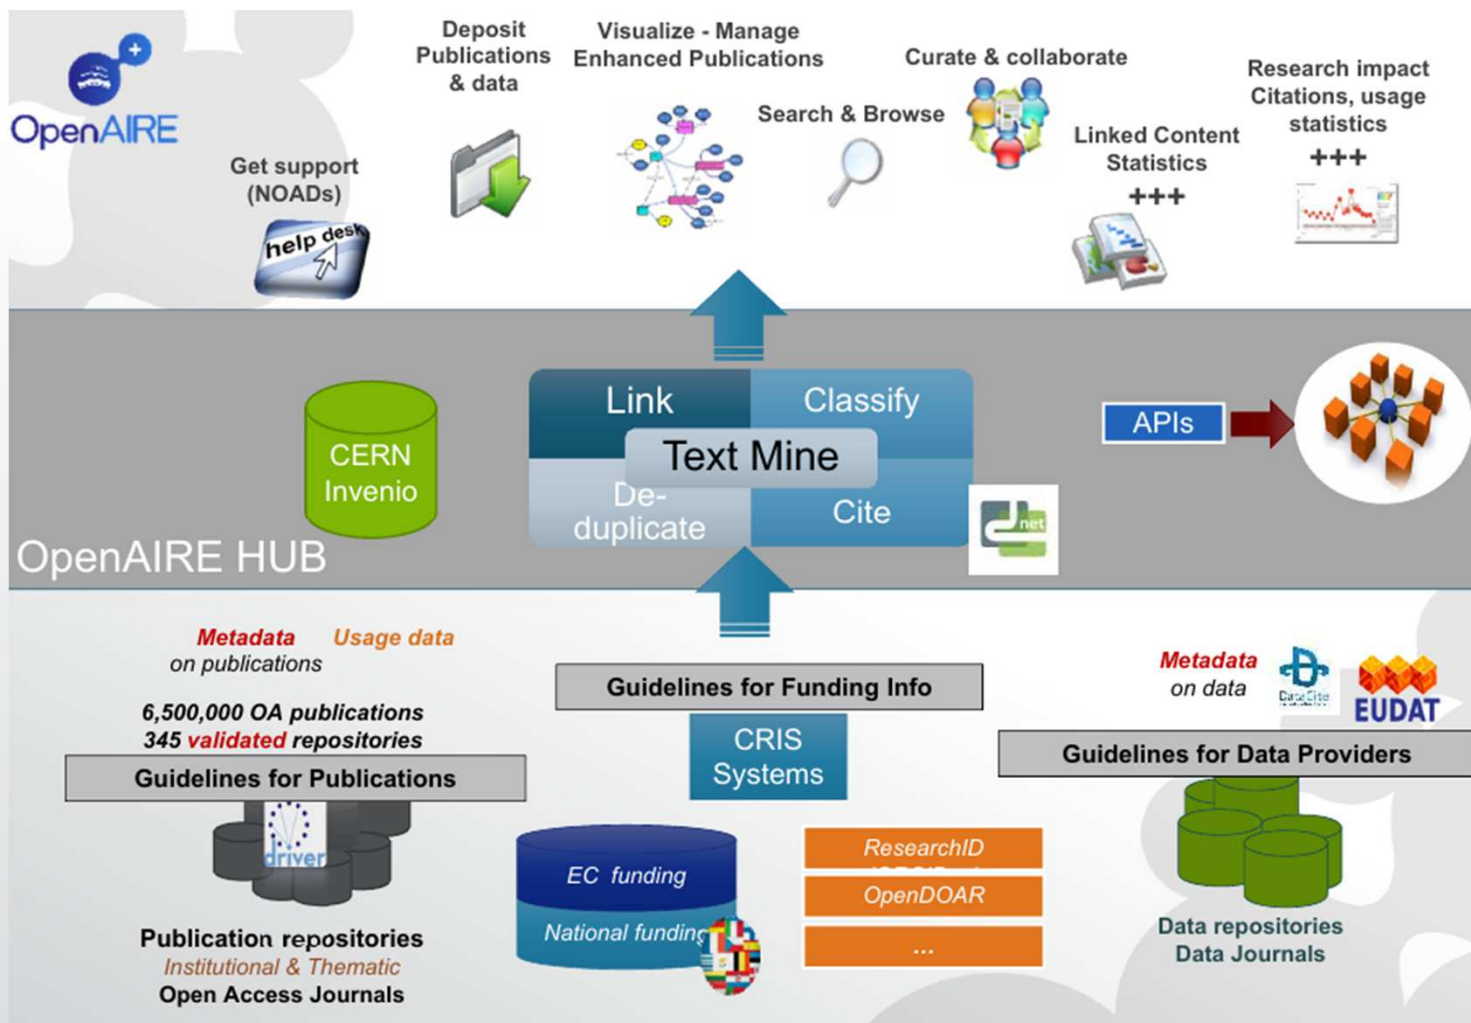 OpenAIRE
Get support
(NOADs)
help desk
Deposit
Publications
& data
Visualize - Manage
Enhanced Publications
Search & Browse
Curate & collaborate
Linked Content
Statistics
+++
Research impact
Citations, usage
statistics
+++
CERN
Invenio
Link
Classify
Text Mine
De-
duplicate
Cite
net
APIs
OpenAIRE HUB
Metadata Usage data
on publications
6,500,000 OA publications
345 validated repositories
Guidelines for Publications
driver
Publication repositories
Institutional & Thematic
Open Access Journals
Guidelines for Funding Info
CRIS
Systems
EC funding
National funding
ResearchID
OpenDOAR
...
Metadata
on data
DataCite
EUDAT
Guidelines for Data Providers
Data repositories
Data Journals